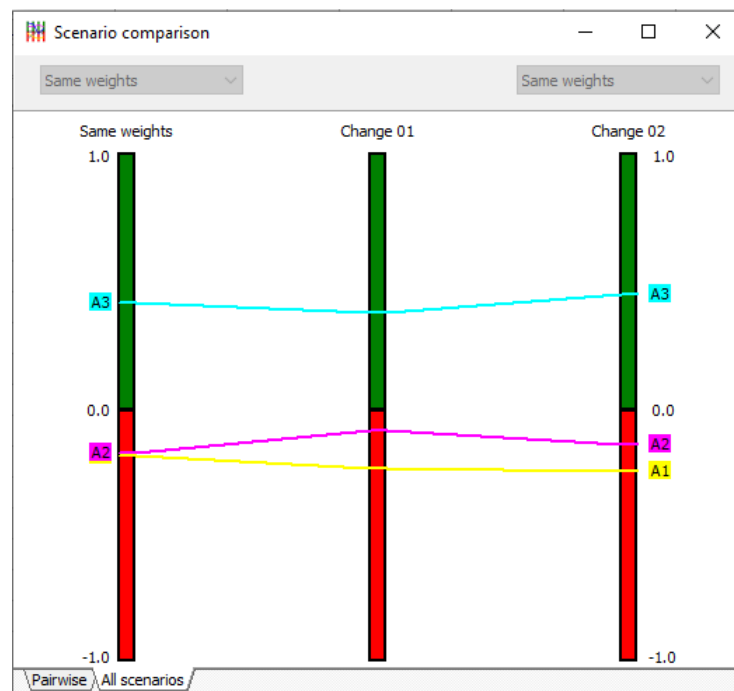 Scenario comparison
Same weights Same weights
Same weights Change 01 Change 02
1.0 1.0
A3 A3
0.0 0.0
A2 A2
A1
-1.0 -1.0
Pairwise All scenarios